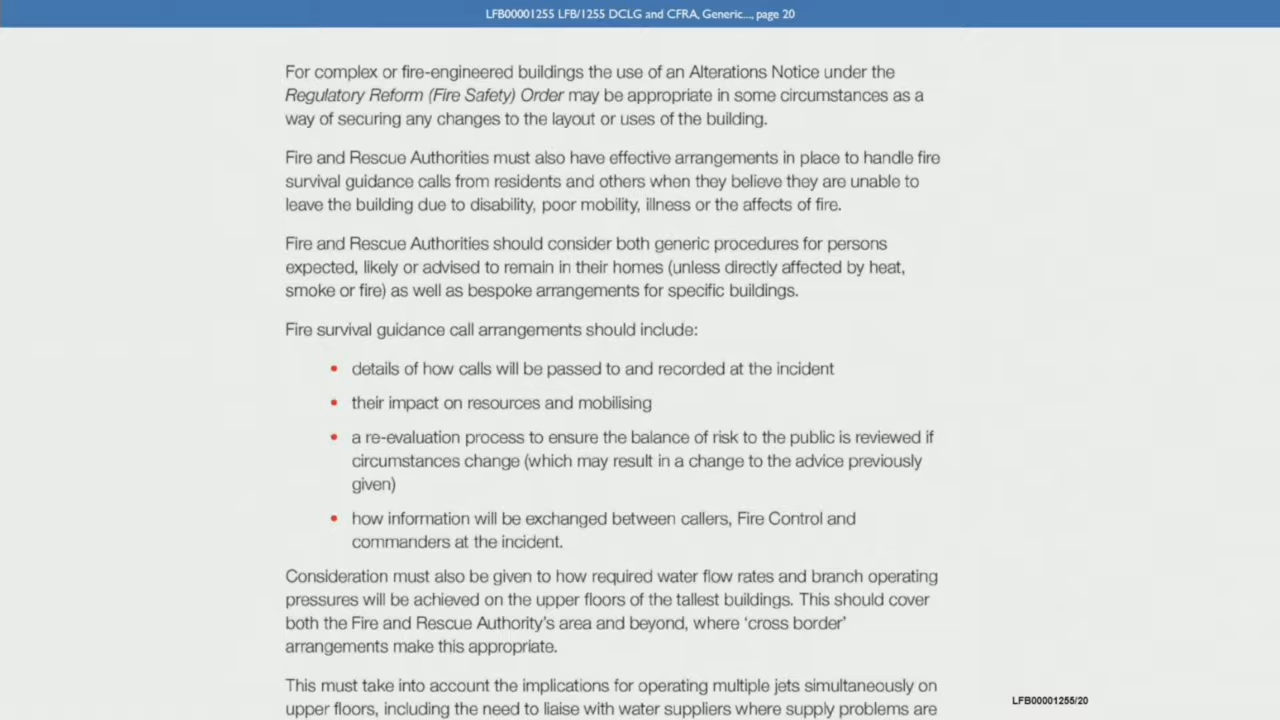 LFB00001255 LFB/1255 DCLG and CFRA, Generic..., page 20
For complex or fire-engineered buildings the use of an Alterations Notice under the
Regulatory Reform (Fire Safety) Order may be appropriate in some circumstances as a
way of securing any changes to the layout or uses of the building.
Fire and Rescue Authorities must also have effective arrangements in place to handle fire
survival guidance calls from residents and others when they believe they are unable to
leave the building due to disability, poor mobility, illness or the affects of fire.
Fire and Rescue Authorities should consider both generic procedures for persons
expected, likely or advised to remain in their homes (unless directly affected by heat,
smoke or fire) as well as bespoke arrangements for specific buildings.
Fire survival guidance call arrangements should include:
• details of how calls will be passed to and recorded at the incident
• their impact on resources and mobilising
• a re-evaluation process to ensure the balance of risk to the public is reviewed if
circumstances change (which may result in a change to the advice previously
given)
• how information will be exchanged between callers, Fire Control and
commanders at the incident.
Consideration must also be given to how required water flow rates and branch operating
pressures will be achieved on the upper floors of the tallest buildings. This should cover
both the Fire and Rescue Authority's area and beyond, where 'cross border'
arrangements make this appropriate.
This must take into account the implications for operating multiple jets simultaneously on
upper floors, including the need to liaise with water suppliers where supply problems are
LFB00001255/20